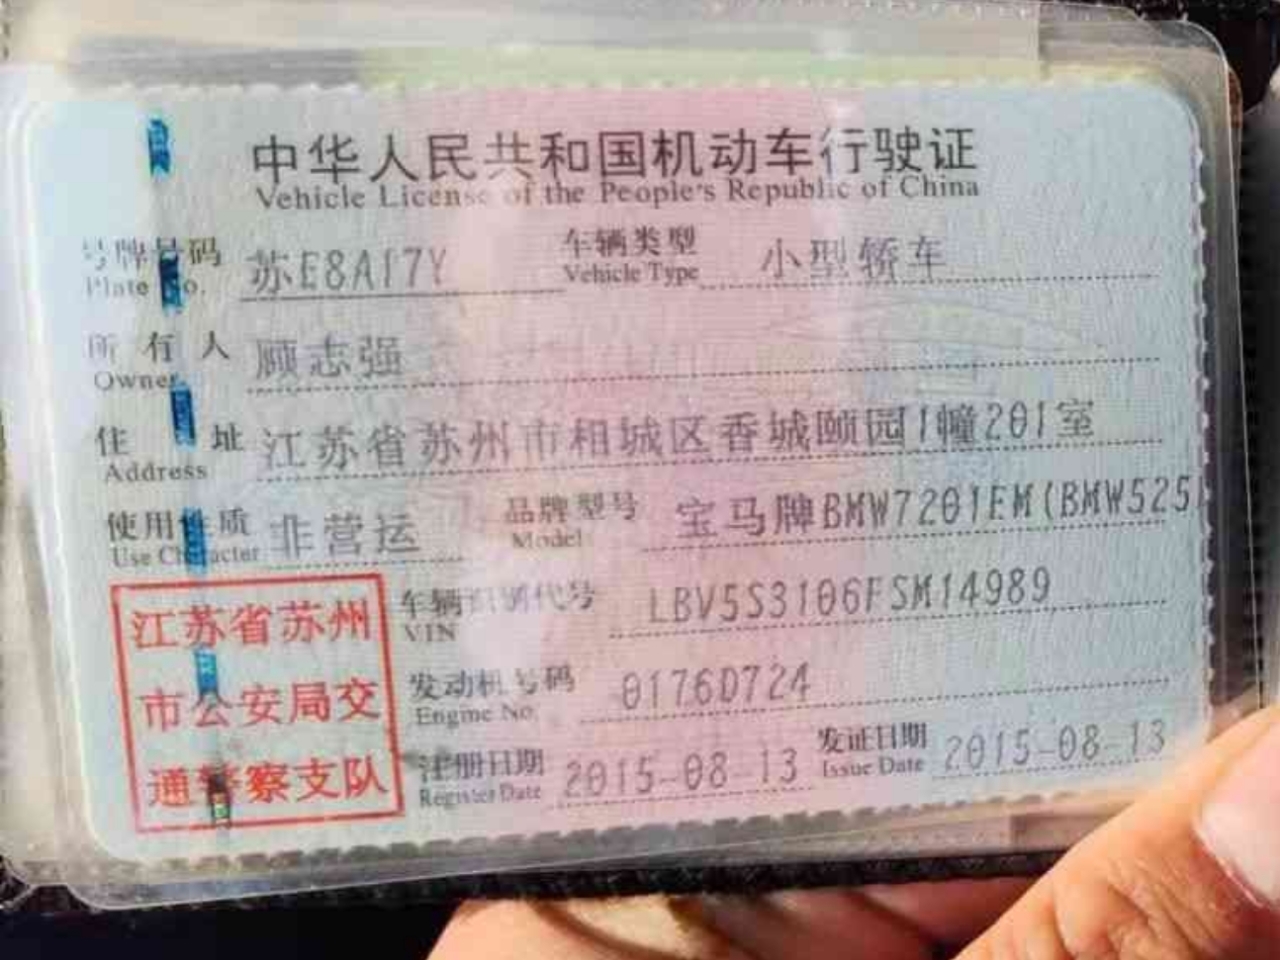 中华人民共和国机动车行驶证
Vehicle License of the People's Republic of China
号牌号码 苏E8A17Y 车辆类型 小型轿车
Plate No. Vehicle Type
所有人 顾志强
Owner
住址 江苏省苏州市相城区香城颐园1幢201室
Address
使用性质 非营运 品牌型号 宝马牌BMW7201EM(BMW525
Use Character Model
江苏省苏州 车辆识别代号 LBV5S3106FSM14989
VIN
市公安局交 发动机号码 0176D724
Engine No.
通警察支队 注册日期 2015-08-13 发证日期 2015-08-13
Register Date Issue Date